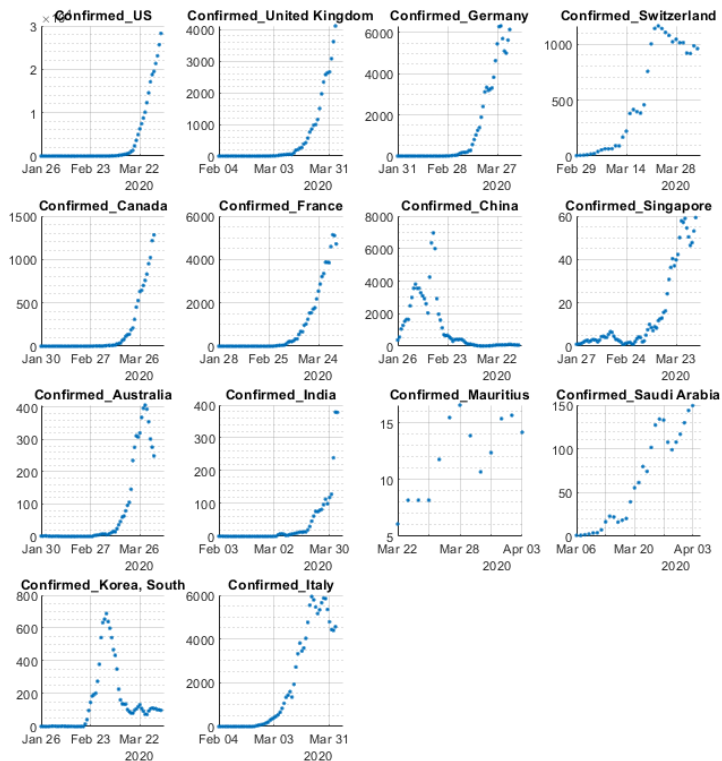 × 10⁴
Confirmed_US
3
2
1
0
Jan 26 Feb 23 Mar 22
2020
Confirmed_United Kingdom
4000
3000
2000
1000
0
Feb 04 Mar 03 Mar 31
2020
Confirmed_Germany
6000
4000
2000
0
Jan 31 Feb 28 Mar 27
2020
Confirmed_Switzerland
1000
500
0
Feb 29 Mar 14 Mar 28
2020
Confirmed_Canada
1500
1000
500
0
Jan 30 Feb 27 Mar 26
2020
Confirmed_France
6000
4000
2000
0
Jan 28 Feb 25 Mar 24
2020
Confirmed_China
8000
6000
4000
2000
0
Jan 26 Feb 23 Mar 22
2020
Confirmed_Singapore
60
40
20
0
Jan 27 Feb 24 Mar 23
2020
Confirmed_Australia
400
300
200
100
0
Jan 30 Feb 27 Mar 26
2020
Confirmed_India
400
300
200
100
0
Feb 03 Mar 02 Mar 30
2020
Confirmed_Mauritius
15
10
5
Mar 22 Mar 28 Apr 03
2020
Confirmed_Saudi Arabia
150
100
50
0
Mar 06 Mar 20 Apr 03
2020
Confirmed_Korea, South
800
600
400
200
0
Jan 26 Feb 23 Mar 22
2020
Confirmed_Italy
6000
4000
2000
0
Feb 04 Mar 03 Mar 31
2020